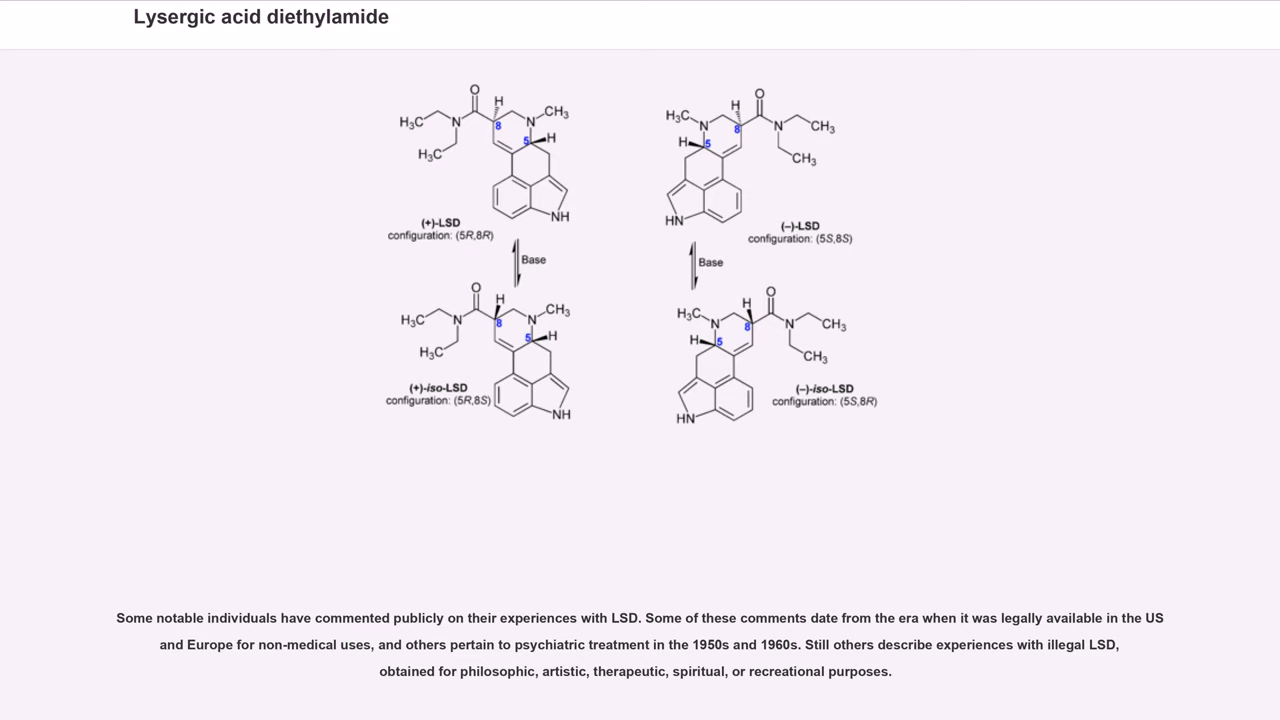 Lysergic acid diethylamide
O
H
CH3
H3C
N
N
8
5
H
H3C
NH
(+)-LSD
configuration: (5R,8R)
Base
O
H
H3C
N
N
CH3
8
H
5
CH3
HN
(–)-LSD
configuration: (5S,8S)
Base
O
H
CH3
H3C
N
N
8
5
H
H3C
NH
(+)-iso-LSD
configuration: (5R,8S)
O
H
H3C
N
N
CH3
8
H
5
CH3
HN
(–)-iso-LSD
configuration: (5S,8R)
Some notable individuals have commented publicly on their experiences with LSD. Some of these comments date from the era when it was legally available in the US
and Europe for non-medical uses, and others pertain to psychiatric treatment in the 1950s and 1960s. Still others describe experiences with illegal LSD,
obtained for philosophic, artistic, therapeutic, spiritual, or recreational purposes.